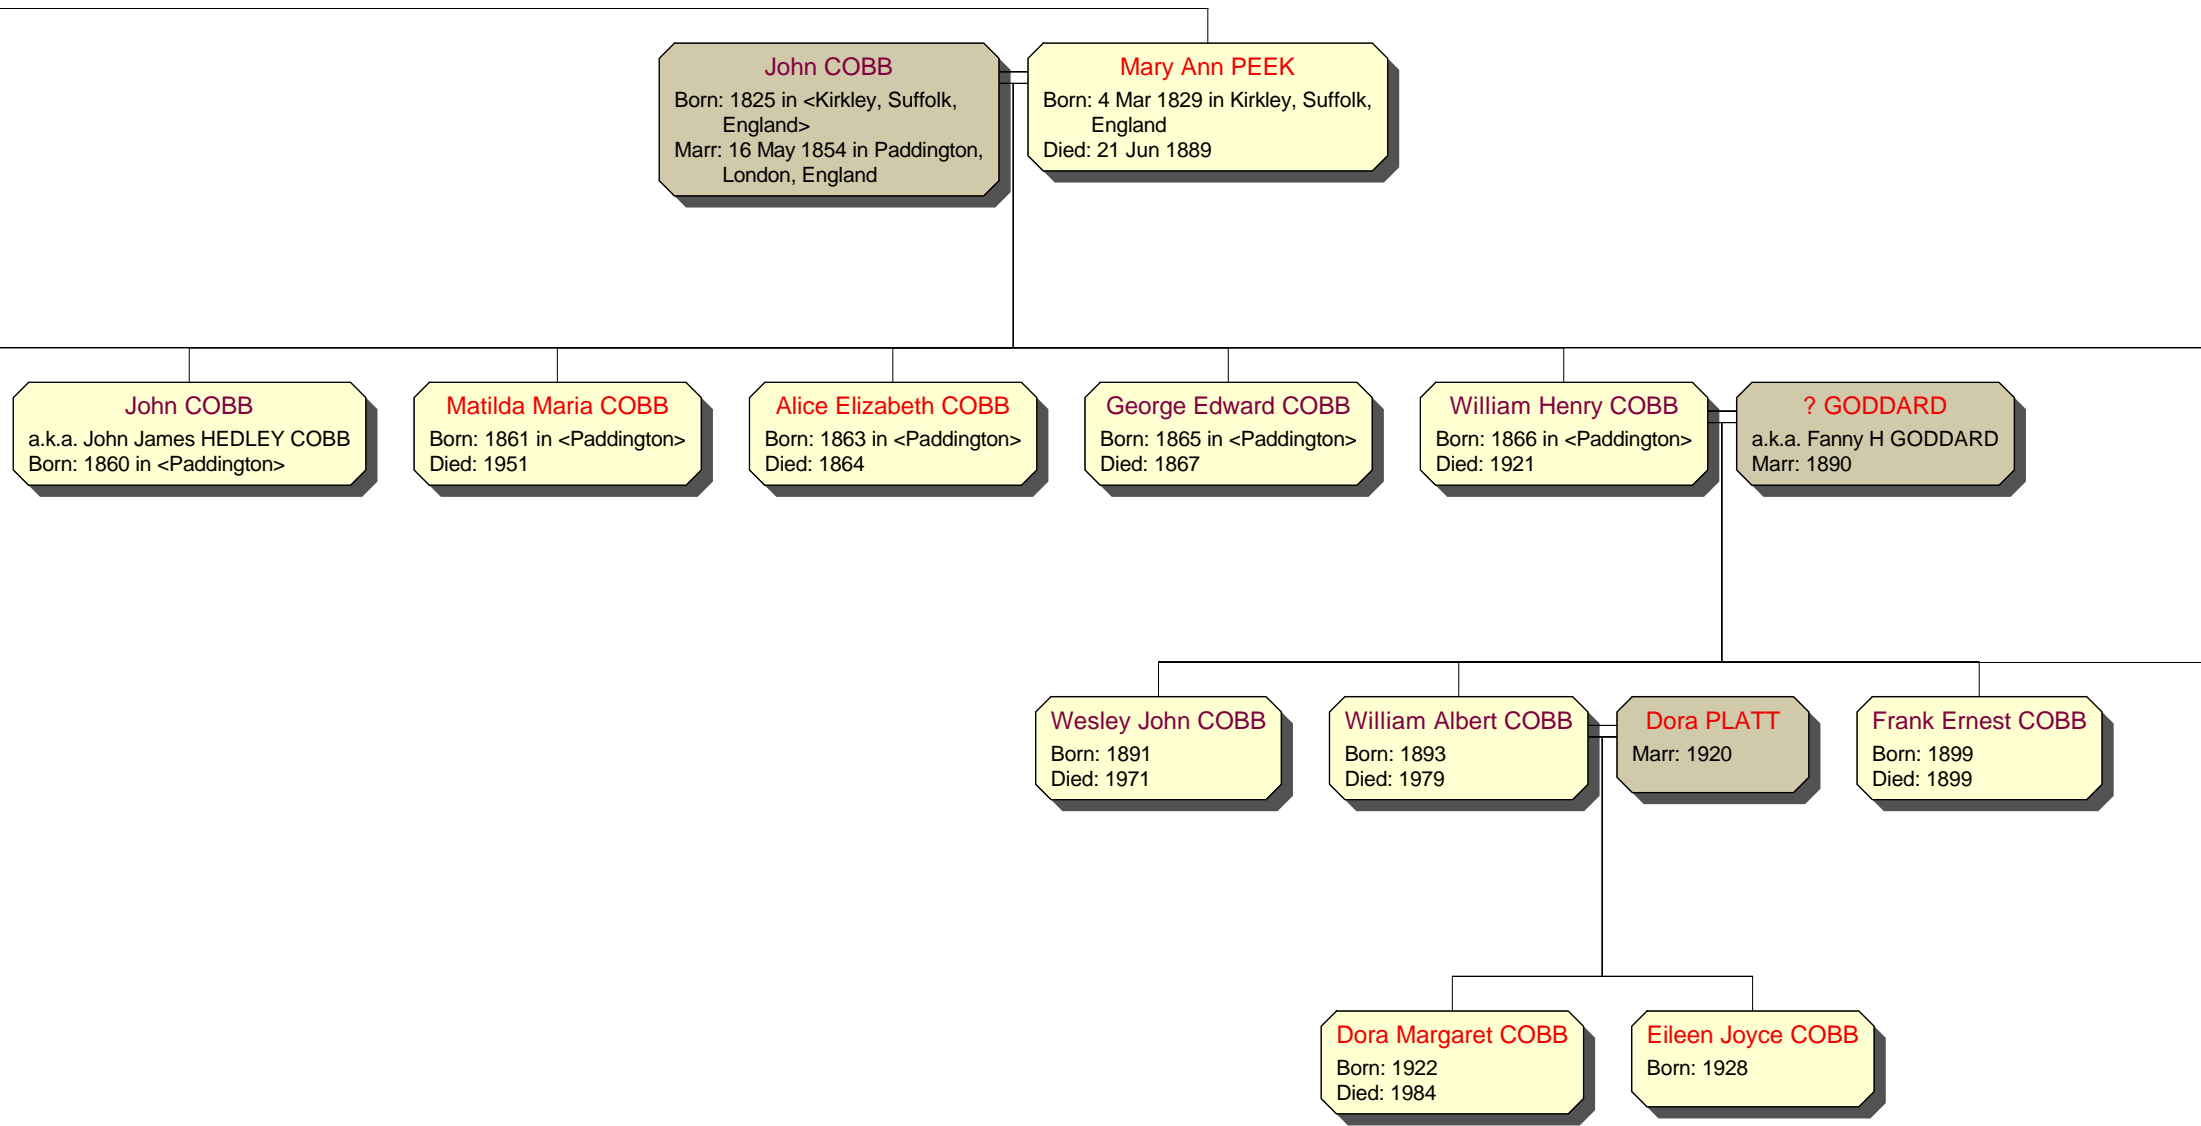 John COBB
Born: 1825 in <Kirkley, Suffolk,
England>
Marr: 16 May 1854 in Paddington,
London, England
Mary Ann PEEK
Born: 4 Mar 1829 in Kirkley, Suffolk,
England
Died: 21 Jun 1889
John COBB
a.k.a. John James HEDLEY COBB
Born: 1860 in <Paddington>
Matilda Maria COBB
Born: 1861 in <Paddington>
Died: 1951
Alice Elizabeth COBB
Born: 1863 in <Paddington>
Died: 1864
George Edward COBB
Born: 1865 in <Paddington>
Died: 1867
William Henry COBB
Born: 1866 in <Paddington>
Died: 1921
? GODDARD
a.k.a. Fanny H GODDARD
Marr: 1890
Wesley John COBB
Born: 1891
Died: 1971
William Albert COBB
Born: 1893
Died: 1979
Dora PLATT
Marr: 1920
Frank Ernest COBB
Born: 1899
Died: 1899
Dora Margaret COBB
Born: 1922
Died: 1984
Eileen Joyce COBB
Born: 1928